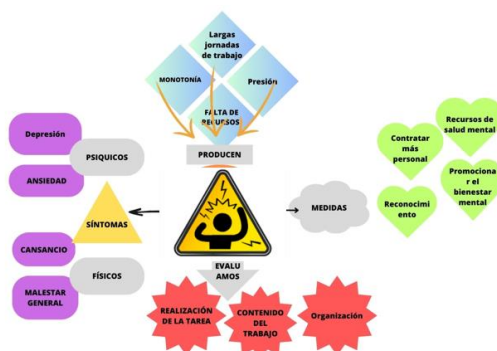 Largas
jornadas
de trabajo
MONOTONÍA
Presión
FALTA DE
RECURSOS
PRODUCEN
Depresión
PSIQUICOS
ANSIEDAD
SÍNTOMAS
CANSANCIO
FÍSICOS
MALESTAR
GENERAL
MEDIDAS
Recursos de
salud mental
Contratar
más
personal
Promociona
r el bienestar
mental
Reconocimi
ento
EVALU
AMOS
REALIZACIÓN
DE LA TAREA
CONTENIDO
DEL
TRABAJO
Organización